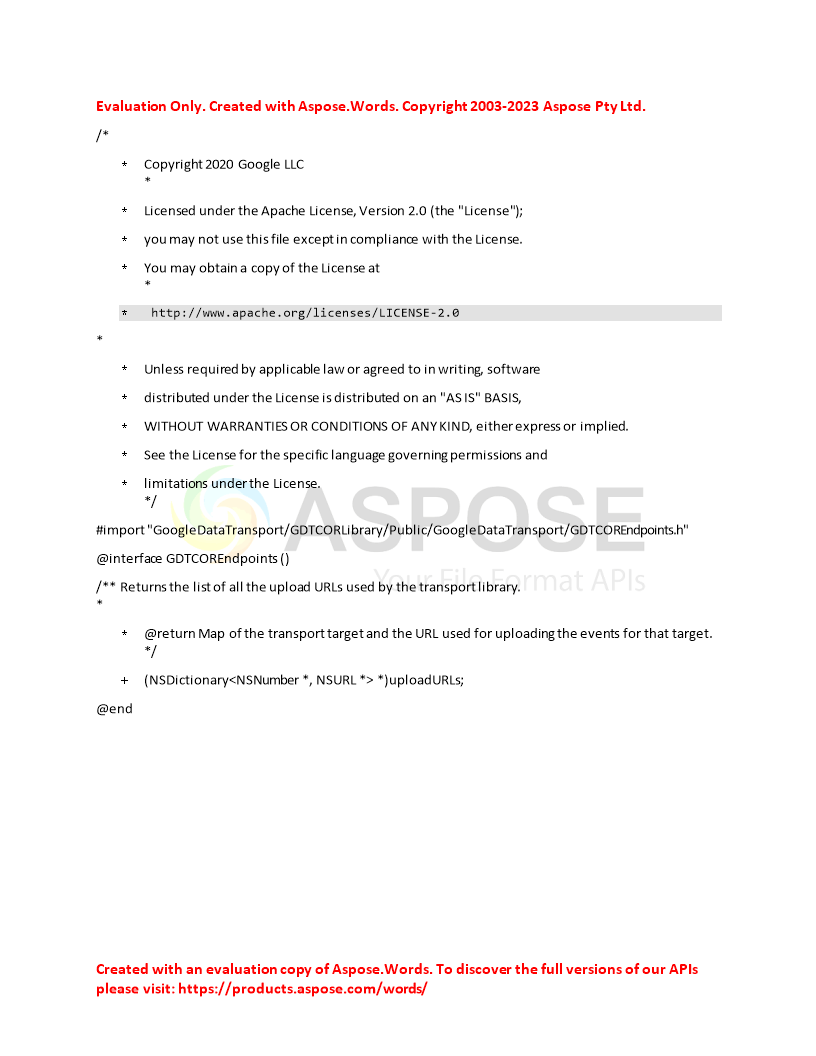 Evaluation Only. Created with Aspose.Words. Copyright 2003-2023 Aspose Pty Ltd.
/*
* Copyright 2020 Google LLC
*
* Licensed under the Apache License, Version 2.0 (the "License");
* you may not use this file except in compliance with the License.
* You may obtain a copy of the License at
*
* http://www.apache.org/licenses/LICENSE-2.0
*
* Unless required by applicable law or agreed to in writing, software
* distributed under the License is distributed on an "AS IS" BASIS,
* WITHOUT WARRANTIES OR CONDITIONS OF ANY KIND, either express or implied.
* See the License for the specific language governing permissions and
* limitations under the License.
*/
ASPOSE
#import "GoogleDataTransport/GDTCORLibrary/Public/GoogleDataTransport/GDTCOREndpoints.h"
@interface GDTCOREndpoints ()
Your File Format APIs
/** Returns the list of all the upload URLs used by the transport library.
*
* @return Map of the transport target and the URL used for uploading the events for that target.
*/
+ (NSDictionary<NSNumber *, NSURL *> *)uploadURLs;
@end
Created with an evaluation copy of Aspose.Words. To discover the full versions of our APIs
please visit: https://products.aspose.com/words/